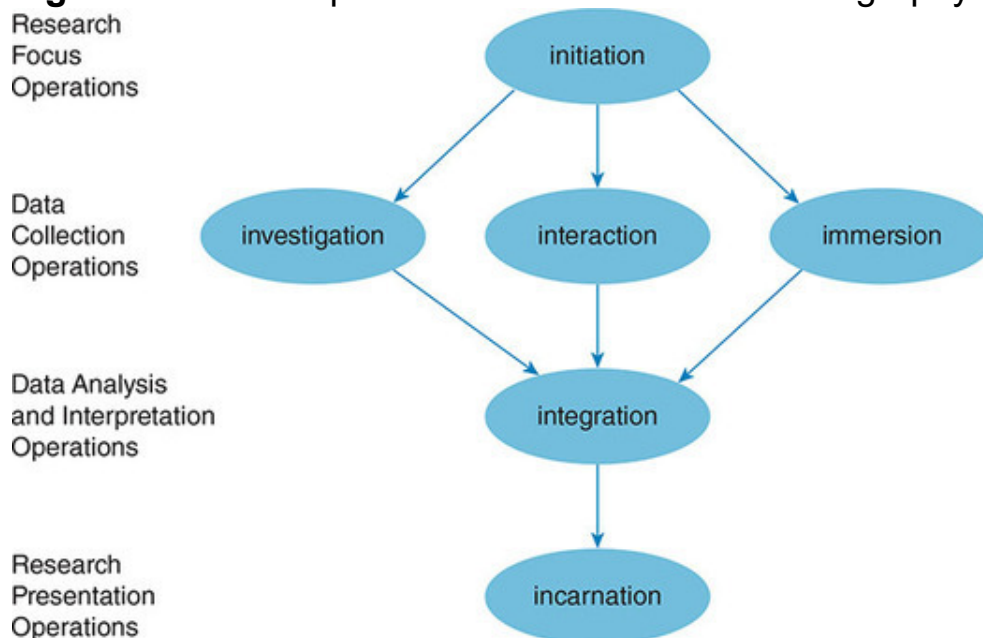 Research
Focus
Operations
initiation
Data
Collection
Operations
investigation
interaction
immersion
Data Analysis
and Interpretation
Operations
integration
Research
Presentation
Operations
incarnation